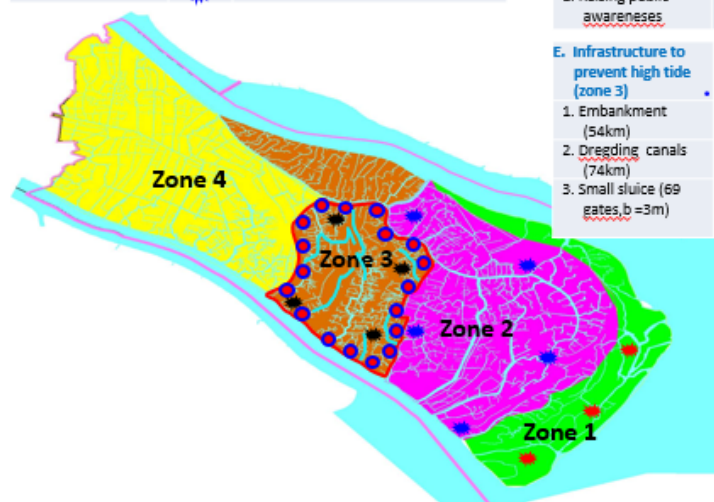 awareneses
E. Infrastructure to
prevent high tide
(zone 3)
1. Embankment
(54km)
2. Dregding canals
(74km)
3. Small sluice (69
gates,b =3m)
Zone 4
Zone 3
Zone 2
Zone 1